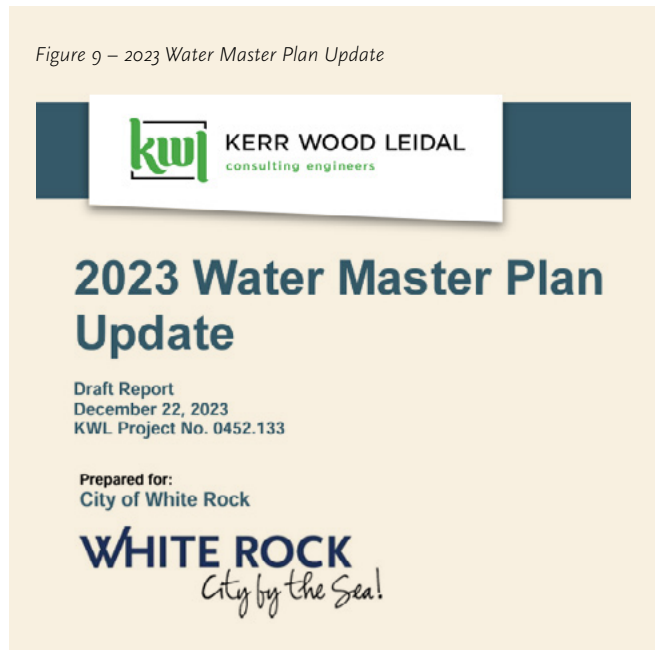 Figure 9 – 2023 Water Master Plan Update
kwl
KERR WOOD LEIDAL
consulting engineers
2023 Water Master Plan
Update
Draft Report
December 22, 2023
KWL Project No. 0452.133
Prepared for:
City of White Rock
WHITE ROCK
City by the Sea!